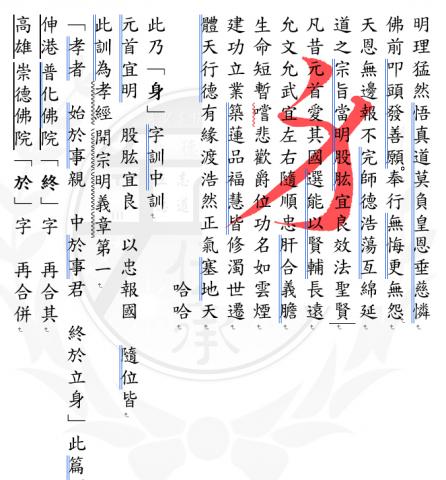 明理猛然悟真道莫負皇恩垂慈憐
佛前叩頭發善願。奉行無悔更無怨
天恩無邊報不完師德浩蕩互綿延
道之宗旨當明股肱宜良效法聖賢
凡昔元首愛其國選能以賢輔長遠
允文允武宜左右隨順忠肝合義膽
生命短暫嚐悲歡爵位功名如雲煙
建功立業築蓮品福慧皆修濁世遷
體天行德有緣渡浩然正氣墓地天
哈哈
此乃「身」字訓中訓
元首宜明 股肱宜良 以忠報國 隨位皆
此訓為孝經 開宗明義章第一
「孝者 始於事親 中於事君 終於立身」此篇
伸港 普化佛院「終」字 再合其
高雄 崇德佛院「於」字 再合併